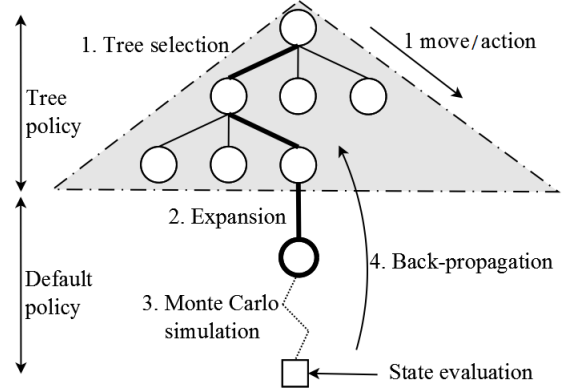 1. Tree selection
1 move/action
Tree
policy
2. Expansion
Default
policy
3. Monte Carlo
simulation
4. Back-propagation
State evaluation